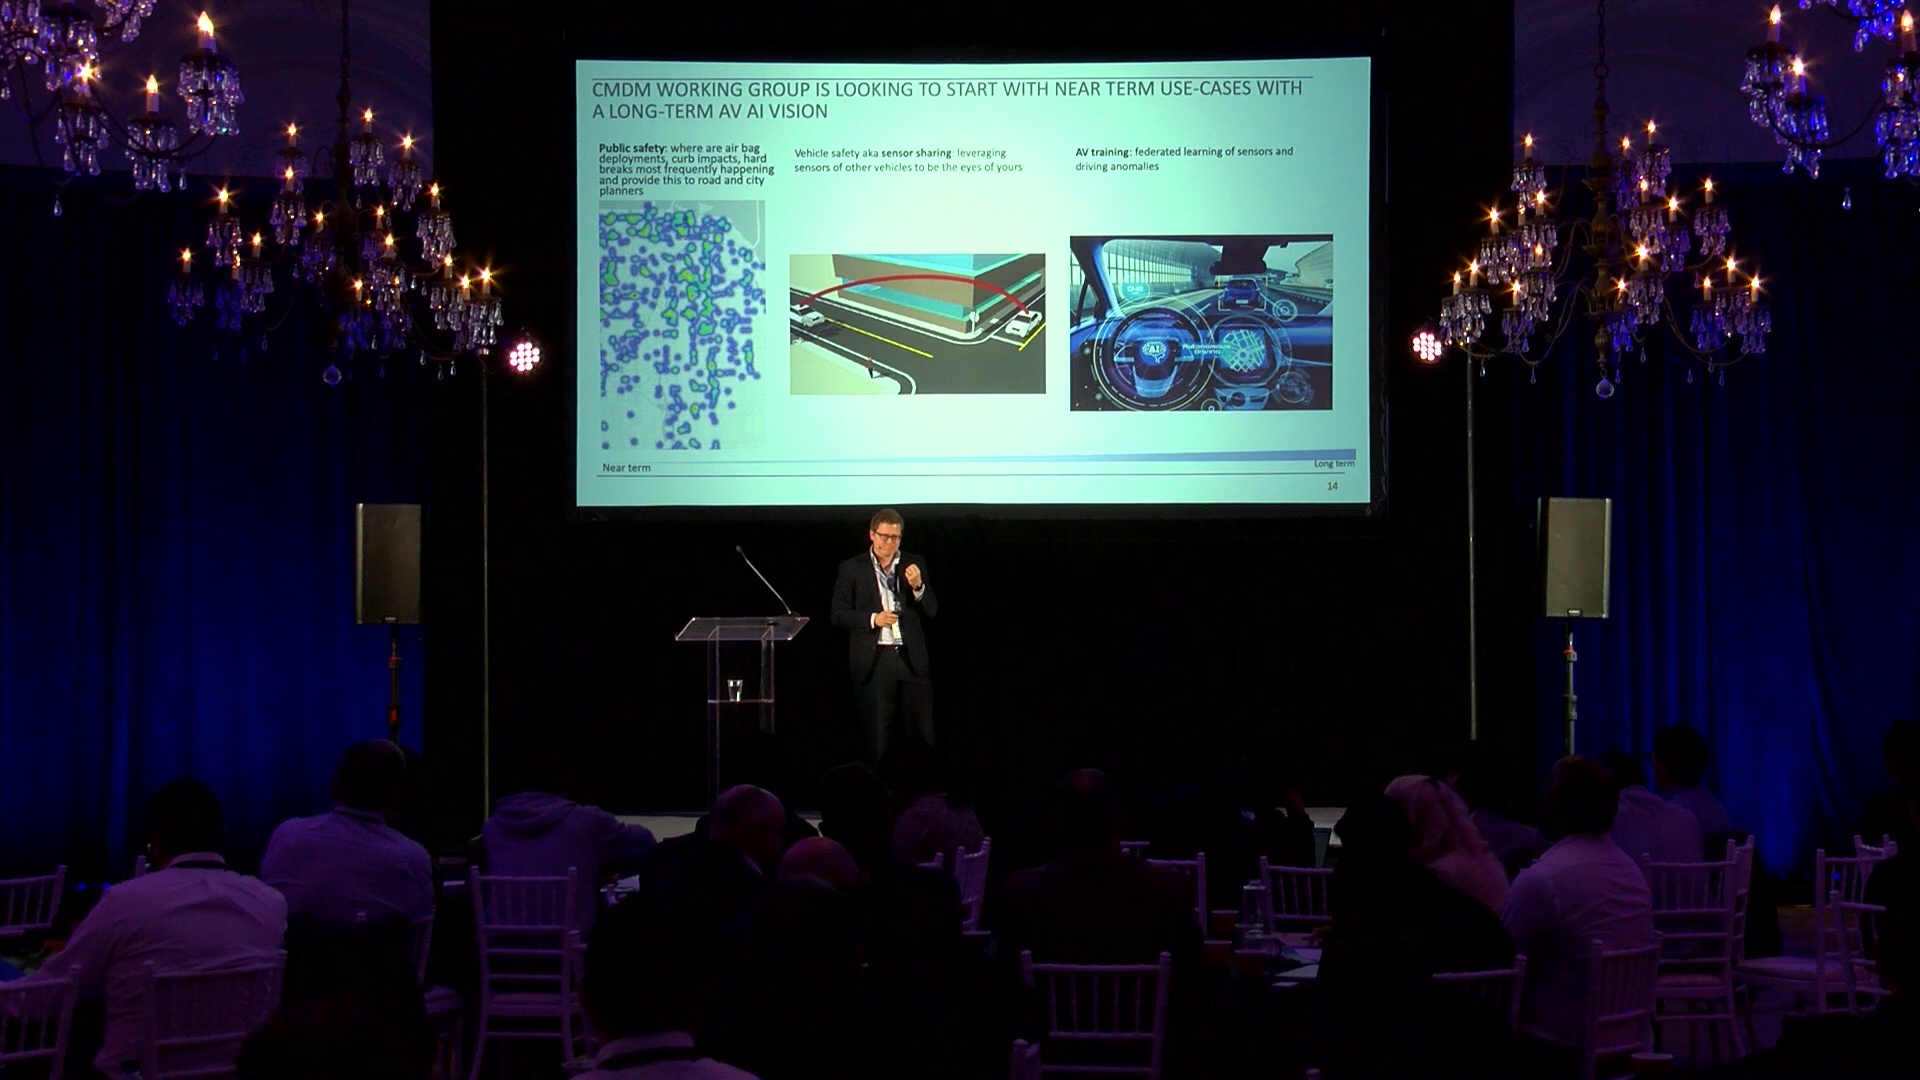 CMDM WORKING GROUP IS LOOKING TO START WITH NEAR TERM USE-CASES WITH
A LONG-TERM AV AI VISION
Public safety: where are air bag
deployments, curb impacts, hard
breaks most frequently happening
and provide this to road and city
planners
Vehicle safety aka sensor sharing: leveraging
sensors of other vehicles to be the eyes of yours
AV training: federated learning of sensors and
driving anomalies
AI
Autonomous
Driving
Near term
Long term
14